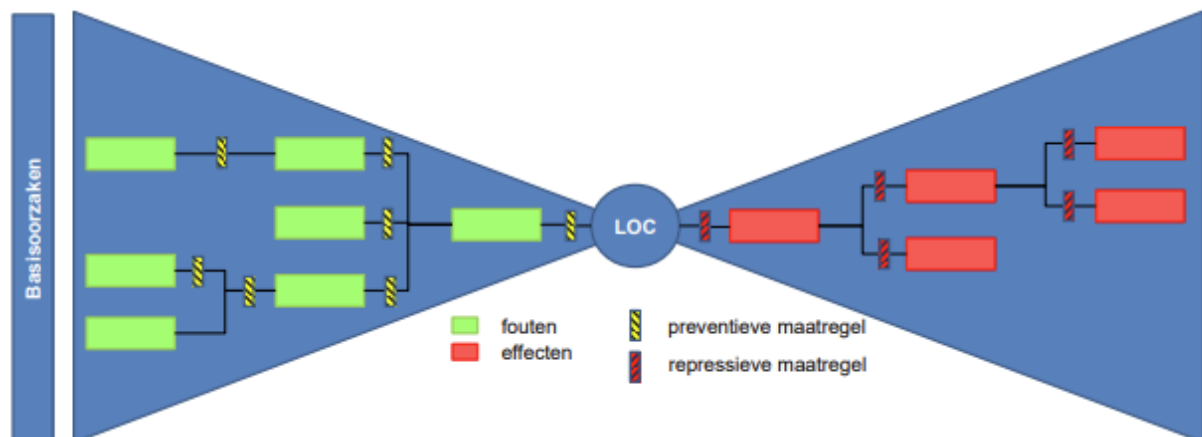 Basisoorzaken
LOC
fouten
preventieve maatregel
effecten
repressieve maatregel